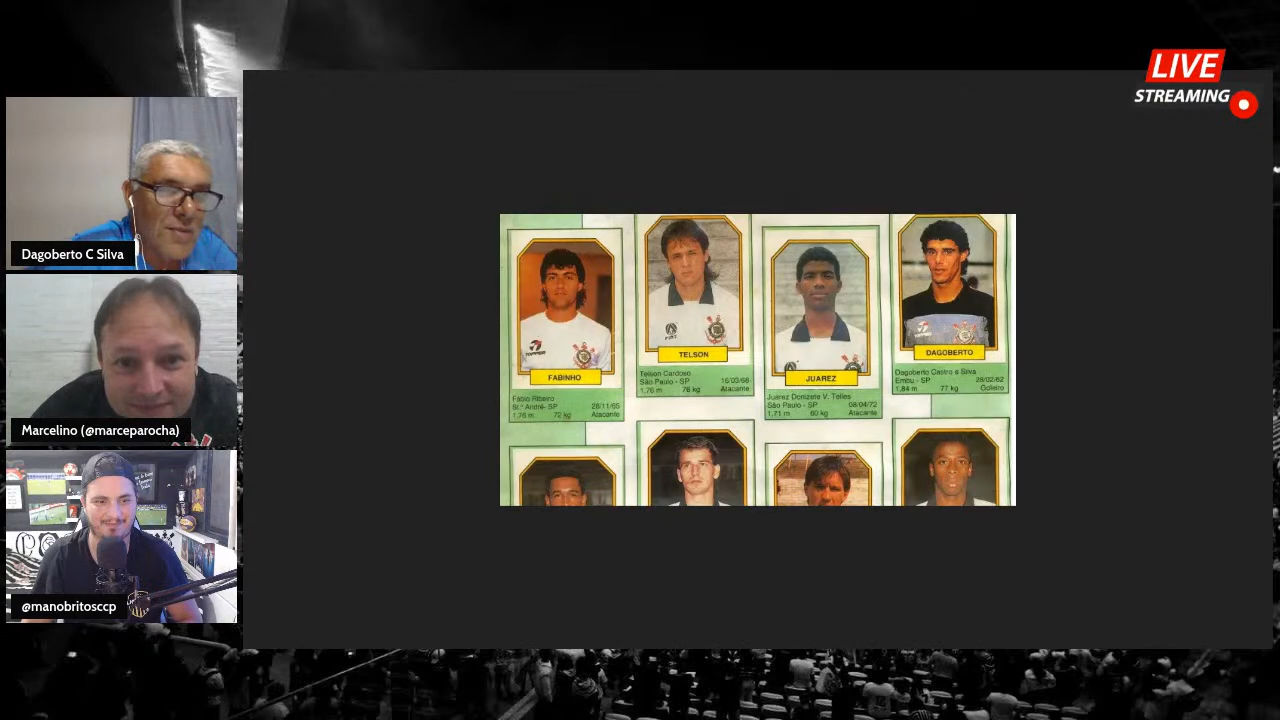 LIVE
STREAMING
Dagoberto C Silva
Marcelino (@marceparocha)
@manobritosccp
TOPPER
FABINHO
Fábio Ribeiro
St.º André- SP 28/11/65
1,76 m 72 kg Atacante
TELSON
Telson Cardoso
São Paulo - SP 16/03/68
1,76 m 76 kg Atacante
JUAREZ
Juarez Donizete V. Telles
São Paulo - SP 08/04/72
1,71 m 60 kg Atacante
DAGOBERTO
Dagoberto Castro e Silva
Embu - SP 28/02/62
1,84 m 77 kg Goleiro